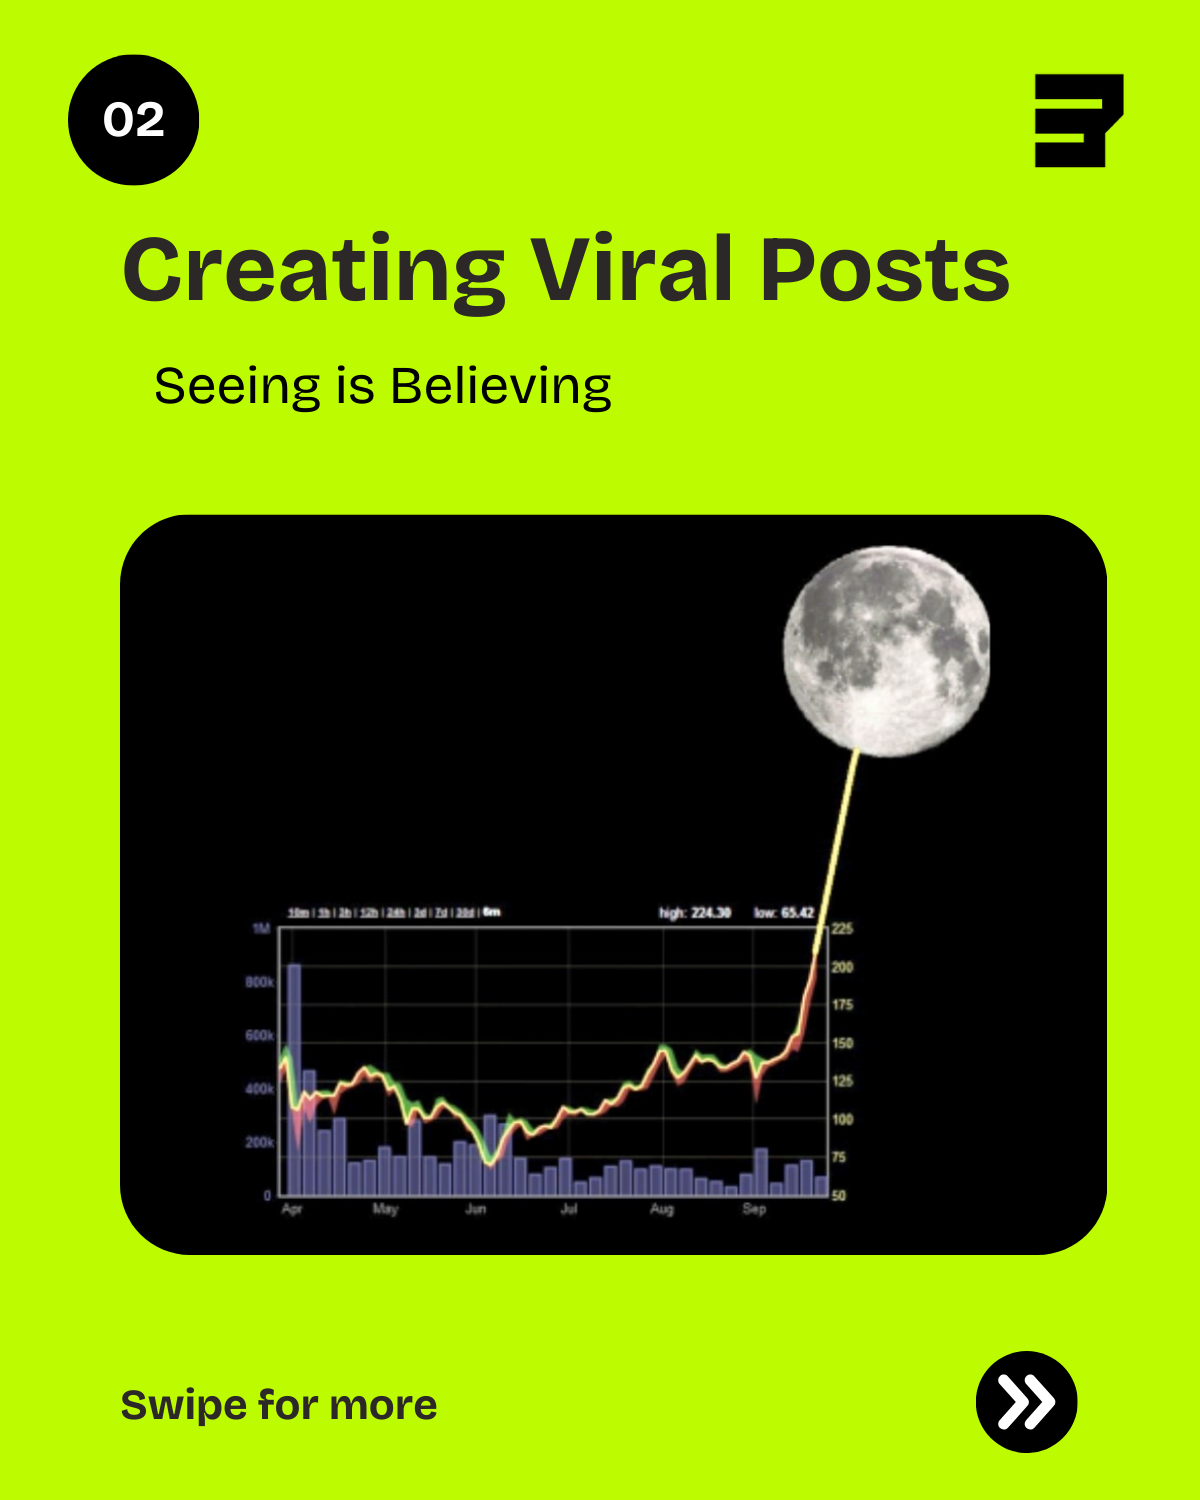 02
Creating Viral Posts
Seeing is Believing
10m | 1h | 2h | 12h | 24h | 2d | 7d | 30d | 6m
high: 224.30 low: 65.42
1M
800k
600k
400k
200k
0
225
200
175
150
125
100
75
50
Apr May Jun Jul Aug Sep
Swipe for more